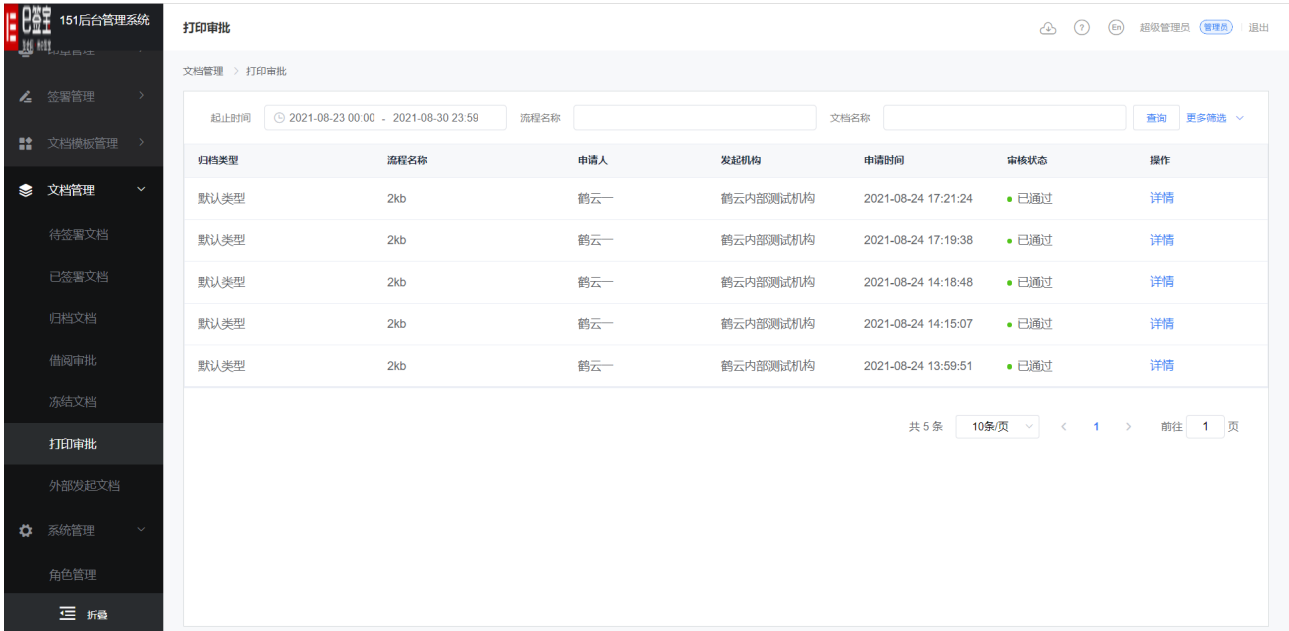 已签宝
151后台管理系统
签署管理
文档模板管理
文档管理
待签署文档
已签署文档
归档文档
借阅审批
冻结文档
打印审批
外部发起文档
系统管理
角色管理
折叠
打印审批
En 超级管理员 管理员 退出
文档管理 > 打印审批
起止时间 2021-08-23 00:00 - 2021-08-30 23:59 流程名称 文档名称 查询 更多筛选
归档类型 流程名称 申请人 发起机构 申请时间 审核状态 操作
默认类型 2kb 鹤云一 鹤云内部测试机构 2021-08-24 17:21:24 已通过 详情
默认类型 2kb 鹤云一 鹤云内部测试机构 2021-08-24 17:19:38 已通过 详情
默认类型 2kb 鹤云一 鹤云内部测试机构 2021-08-24 14:18:48 已通过 详情
默认类型 2kb 鹤云一 鹤云内部测试机构 2021-08-24 14:15:07 已通过 详情
默认类型 2kb 鹤云一 鹤云内部测试机构 2021-08-24 13:59:51 已通过 详情
共 5 条 10条/页 < 1 > 前往 1 页